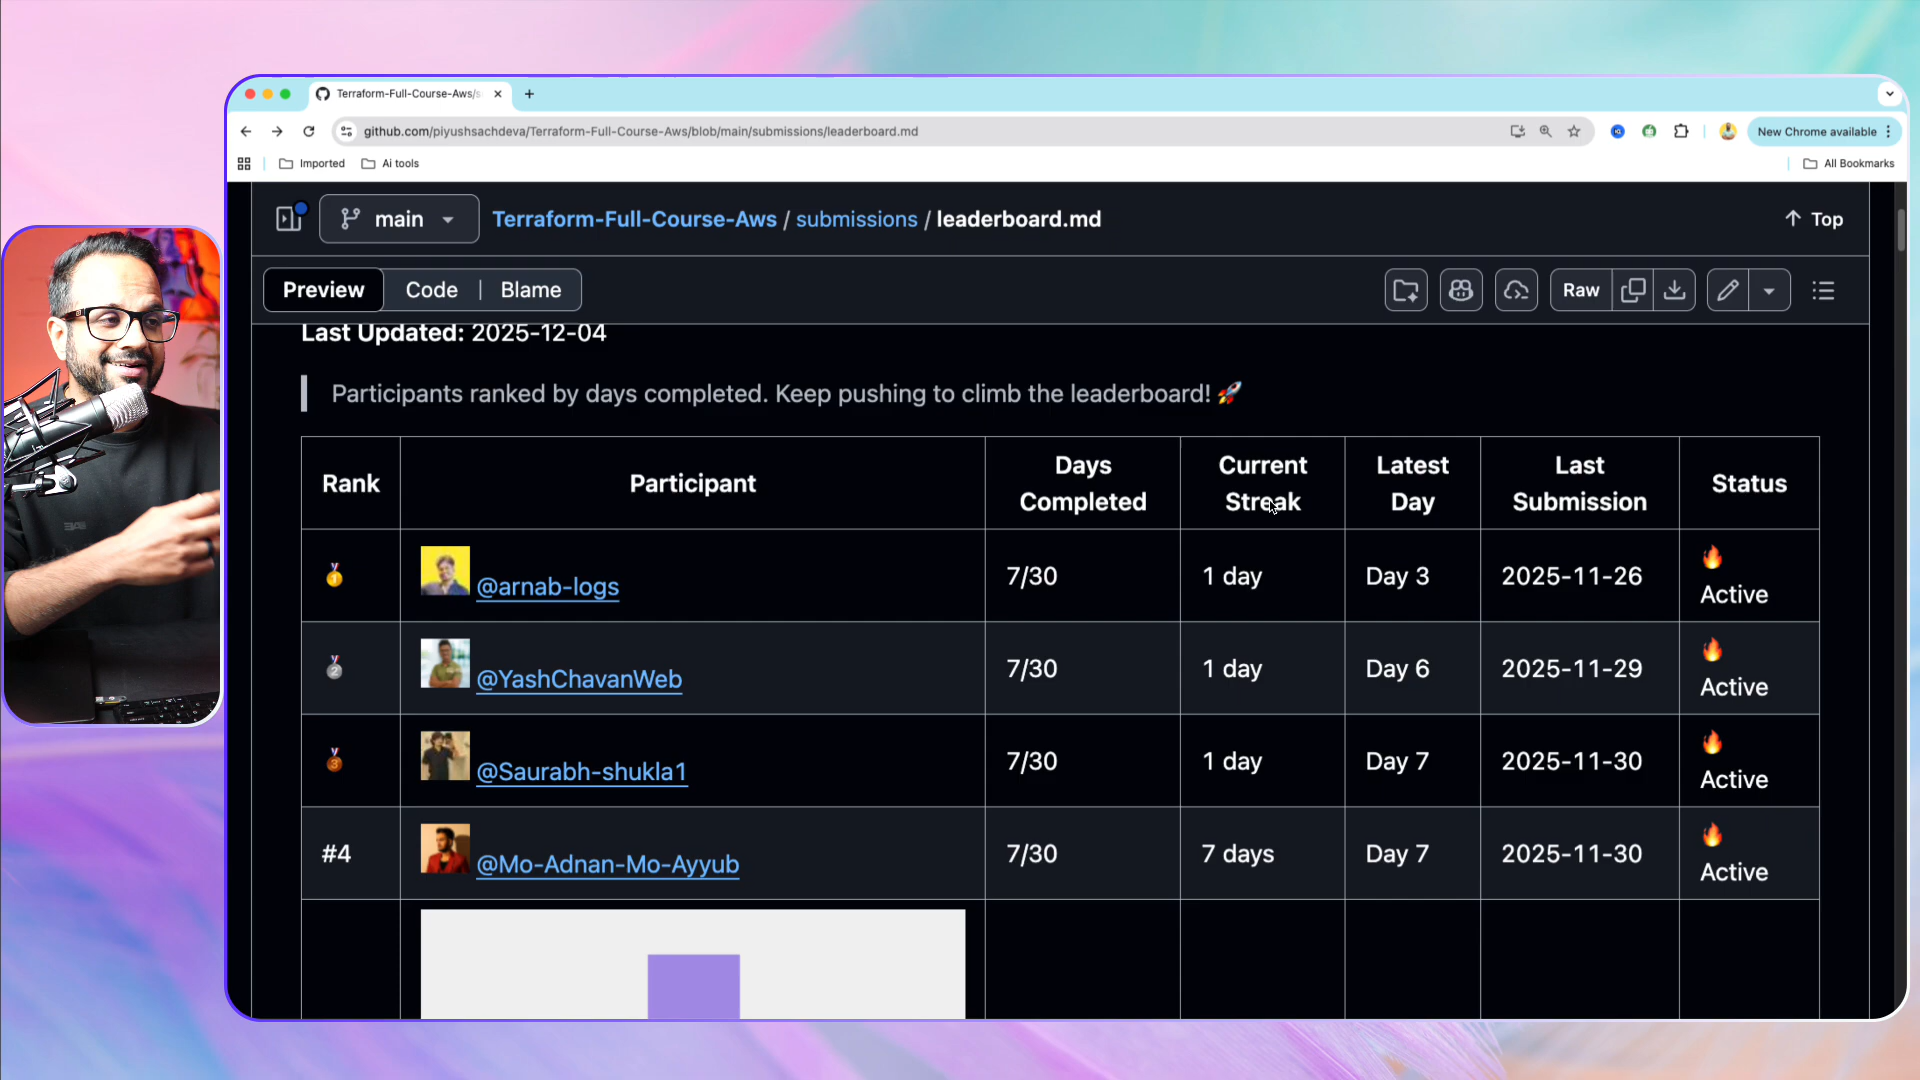 Terraform-Full-Course-Aws/s
github.com/piyushsachdeva/Terraform-Full-Course-Aws/blob/main/submissions/leaderboard.md
New Chrome available
Imported
Ai tools
All Bookmarks
main
Terraform-Full-Course-Aws / submissions / leaderboard.md
Top
Preview
Code
Blame
Raw
Last Updated: 2025-12-04
Participants ranked by days completed. Keep pushing to climb the leaderboard! 🚀
Rank
Participant
Days Completed
Current Streak
Latest Day
Last Submission
Status
1 @arnab-logs 7/30 1 day Day 3 2025-11-26 🔥 Active
2 @YashChavanWeb 7/30 1 day Day 6 2025-11-29 🔥 Active
3 @Saurabh-shukla1 7/30 1 day Day 7 2025-11-30 🔥 Active
#4 @Mo-Adnan-Mo-Ayyub 7/30 7 days Day 7 2025-11-30 🔥 Active